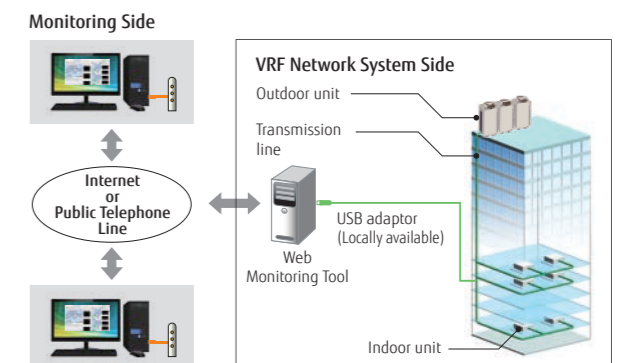 Monitoring Side
VRF Network System Side
Outdoor unit
Transmission
line
Internet
or
Public Telephone
Line
USB adaptor
(Locally available)
Web
Monitoring Tool
Indoor unit